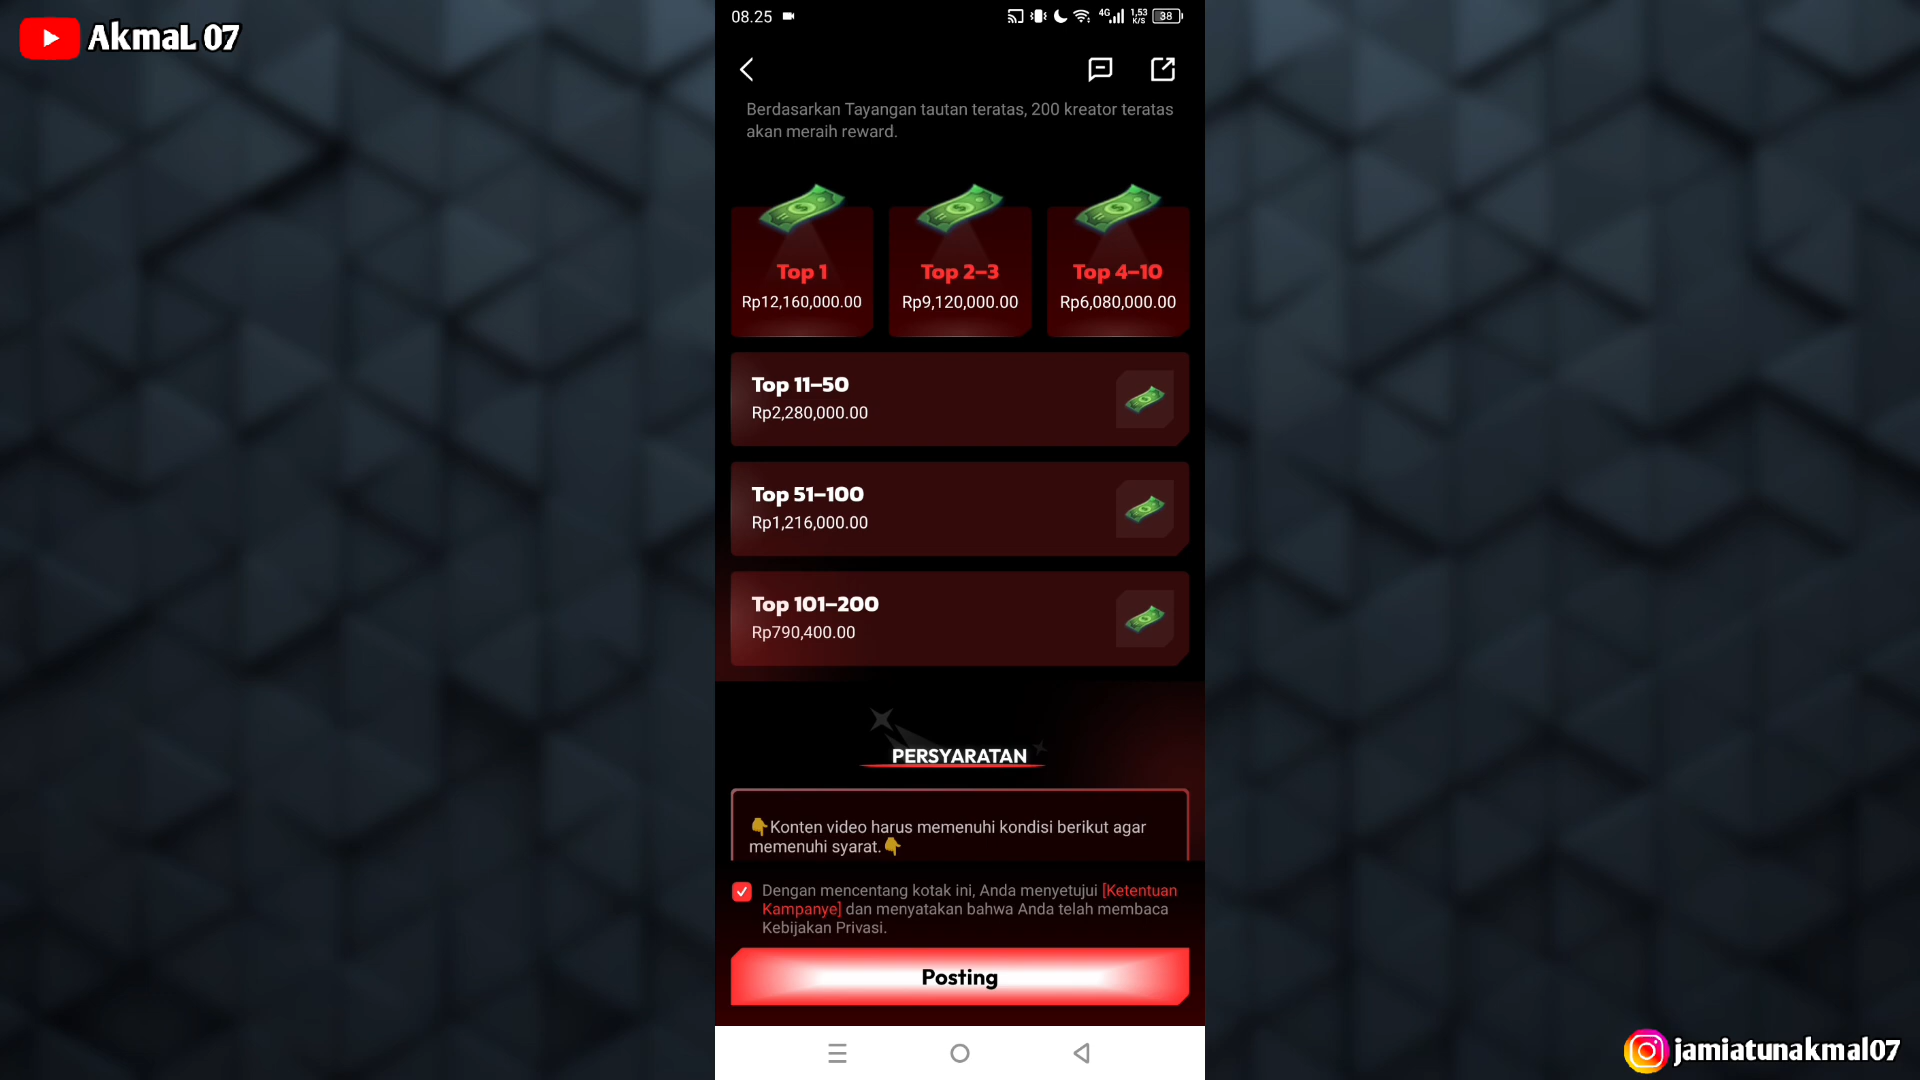 AkmaL 07
08.25
4G
1,53
K/S
38
Berdasarkan Tayangan tautan teratas, 200 kreator teratas
akan meraih reward.
Top 1
Rp12,160,000.00
Top 2–3
Rp9,120,000.00
Top 4–10
Rp6,080,000.00
Top 11–50
Rp2,280,000.00
Top 51–100
Rp1,216,000.00
Top 101–200
Rp790,400.00
PERSYARATAN
👇Konten video harus memenuhi kondisi berikut agar
memenuhi syarat.👇
Dengan mencentang kotak ini, Anda menyetujui [Ketentuan
Kampanye] dan menyatakan bahwa Anda telah membaca
Kebijakan Privasi.
Posting
jamiatunakmal07